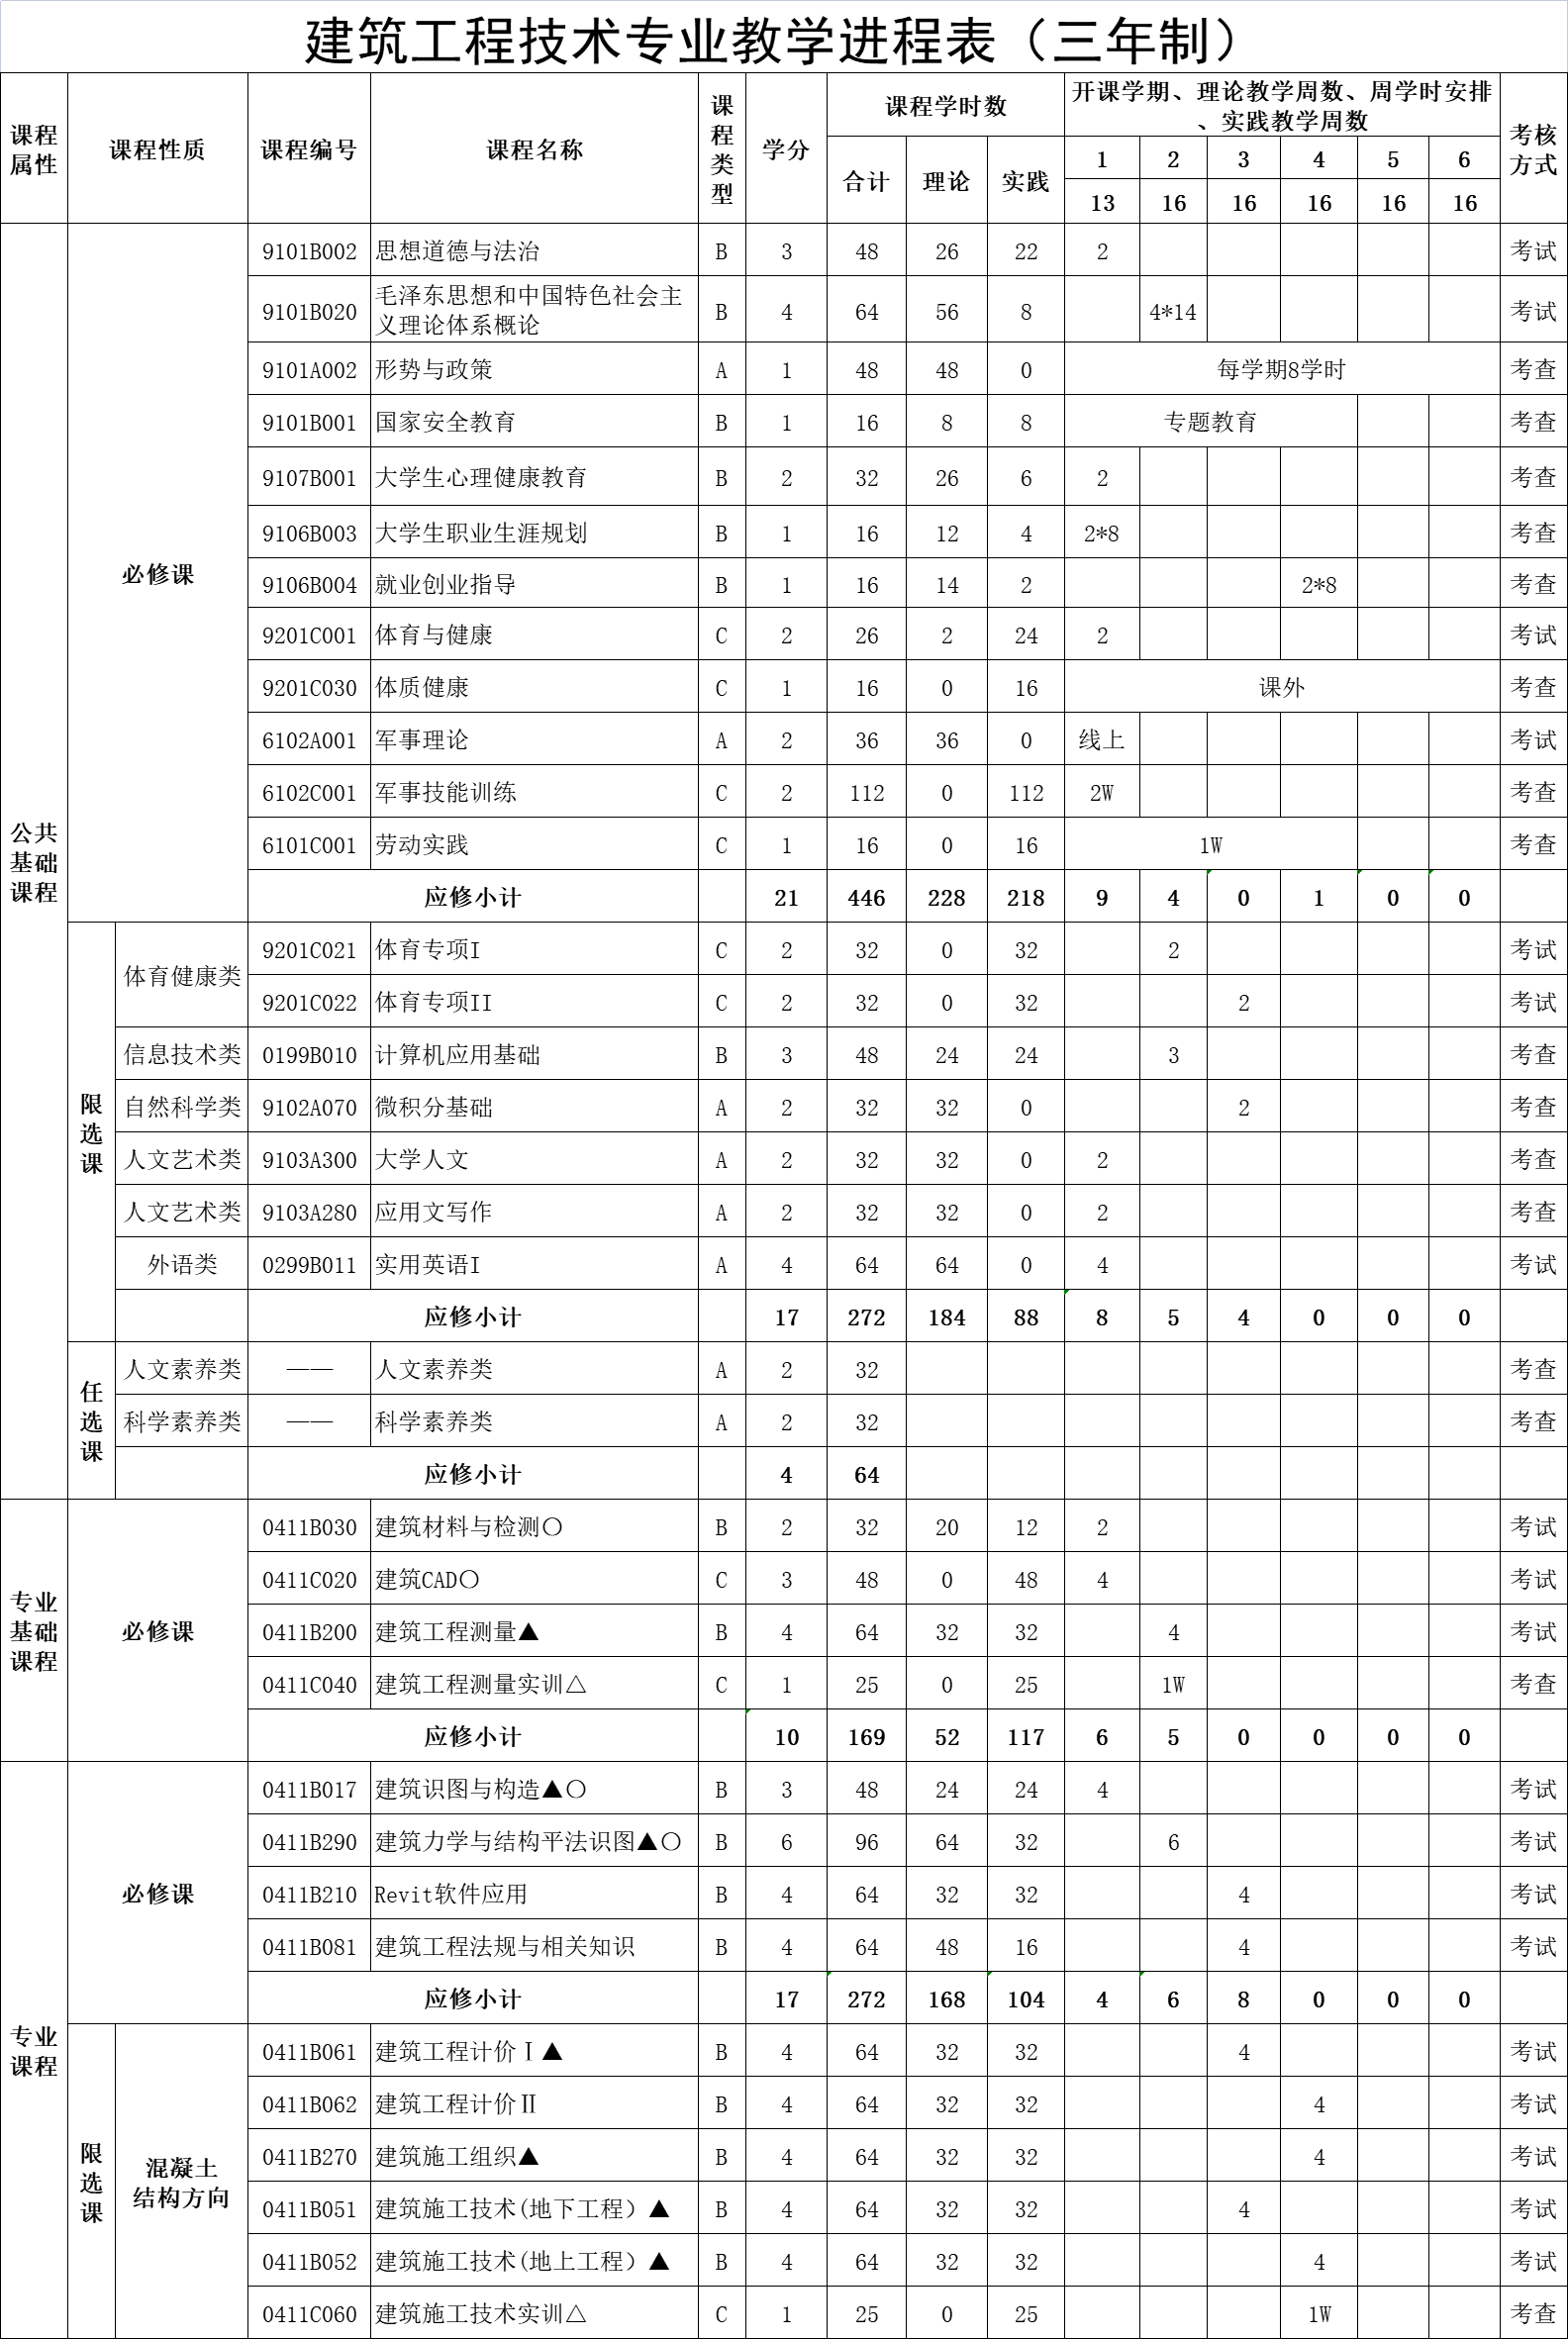 建筑工程技术专业教学进程表（三年制）
课程属性 课程性质 课程编号 课程名称 课程类型 学分 课程学时数 开课学期、理论教学周数、周学时安排、实践教学周数 考核方式
合计 理论 实践 1 2 3 4 5 6
13 16 16 16 16 16
公共基础课程
必修课
9101B002 思想道德与法治 B 3 48 26 22 2 考试
9101B020 毛泽东思想和中国特色社会主义理论体系概论 B 4 64 56 8 4*14 考试
9101A002 形势与政策 A 1 48 48 0 每学期8学时 考查
9101B001 国家安全教育 B 1 16 8 8 专题教育 考查
9107B001 大学生心理健康教育 B 2 32 26 6 2 考查
9106B003 大学生职业生涯规划 B 1 16 12 4 2*8 考查
9106B004 就业创业指导 B 1 16 14 2 2*8 考查
9201C001 体育与健康 C 2 26 2 24 2 考试
9201C030 体质健康 C 1 16 0 16 课外 考查
6102A001 军事理论 A 2 36 36 0 线上 考试
6102C001 军事技能训练 C 2 112 0 112 2W 考查
6101C001 劳动实践 C 1 16 0 16 1W 考查
应修小计 21 446 228 218 9 4 0 1 0 0
限选课
体育健康类 9201C021 体育专项I C 2 32 0 32 2 考试
9201C022 体育专项II C 2 32 0 32 2 考试
信息技术类 0199B010 计算机应用基础 B 3 48 24 24 3 考查
自然科学类 9102A070 微积分基础 A 2 32 32 0 2 考查
人文艺术类 9103A300 大学人文 A 2 32 32 0 2 考查
人文艺术类 9103A280 应用文写作 A 2 32 32 0 2 考查
外语类 0299B011 实用英语I A 4 64 64 0 4 考试
应修小计 17 272 184 88 8 5 4 0 0 0
任选课
人文素养类 —— 人文素养类 A 2 32 考查
科学素养类 —— 科学素养类 A 2 32 考查
应修小计 4 64
专业基础课程
必修课
0411B030 建筑材料与检测〇 B 2 32 20 12 2 考试
0411C020 建筑CAD〇 C 3 48 0 48 4 考试
0411B200 建筑工程测量▲ B 4 64 32 32 4 考试
0411C040 建筑工程测量实训△ C 1 25 0 25 1W 考查
应修小计 10 169 52 117 6 5 0 0 0 0
专业课程
必修课
0411B017 建筑识图与构造▲〇 B 3 48 24 24 4 考试
0411B290 建筑力学与结构平法识图▲〇 B 6 96 64 32 6 考试
0411B210 Revit软件应用 B 4 64 32 32 4 考试
0411B081 建筑工程法规与相关知识 B 4 64 48 16 4 考试
应修小计 17 272 168 104 4 6 8 0 0 0
限选课
混凝土结构方向
0411B061 建筑工程计价Ⅰ▲ B 4 64 32 32 4 考试
0411B062 建筑工程计价Ⅱ B 4 64 32 32 4 考试
0411B270 建筑施工组织▲ B 4 64 32 32 4 考试
0411B051 建筑施工技术(地下工程）▲ B 4 64 32 32 4 考试
0411B052 建筑施工技术(地上工程）▲ B 4 64 32 32 4 考试
0411C060 建筑施工技术实训△ C 1 25 0 25 1W 考查